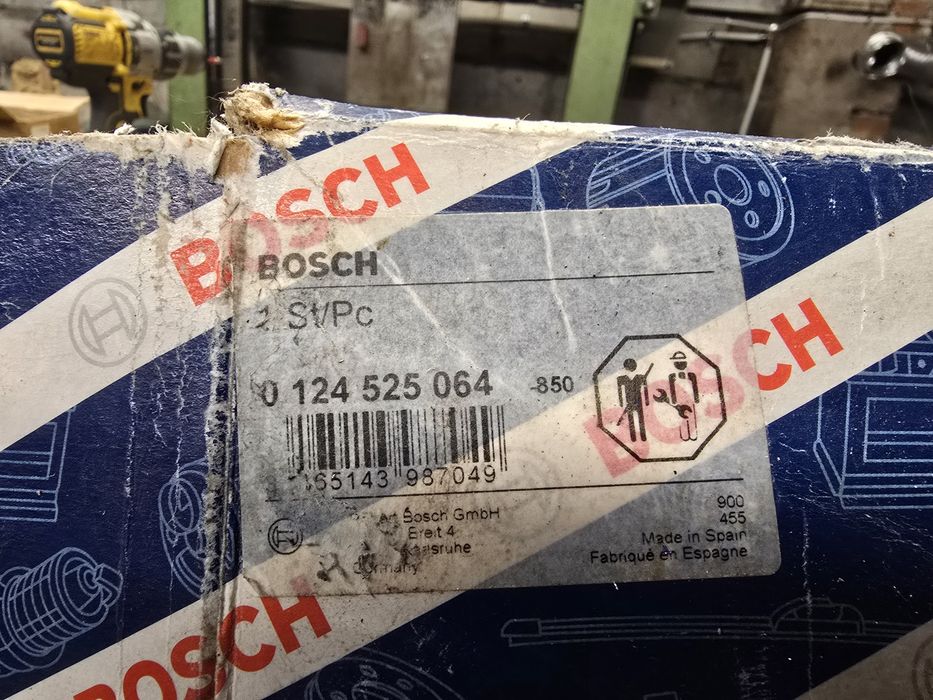 BOSCH
BOSCH
St/Pc
BOSCH
0 124 525 064 -850
65143 987049
900
455
Bosch GmbH
Made in Spain
Fabriqué en Espagne
BOSCH